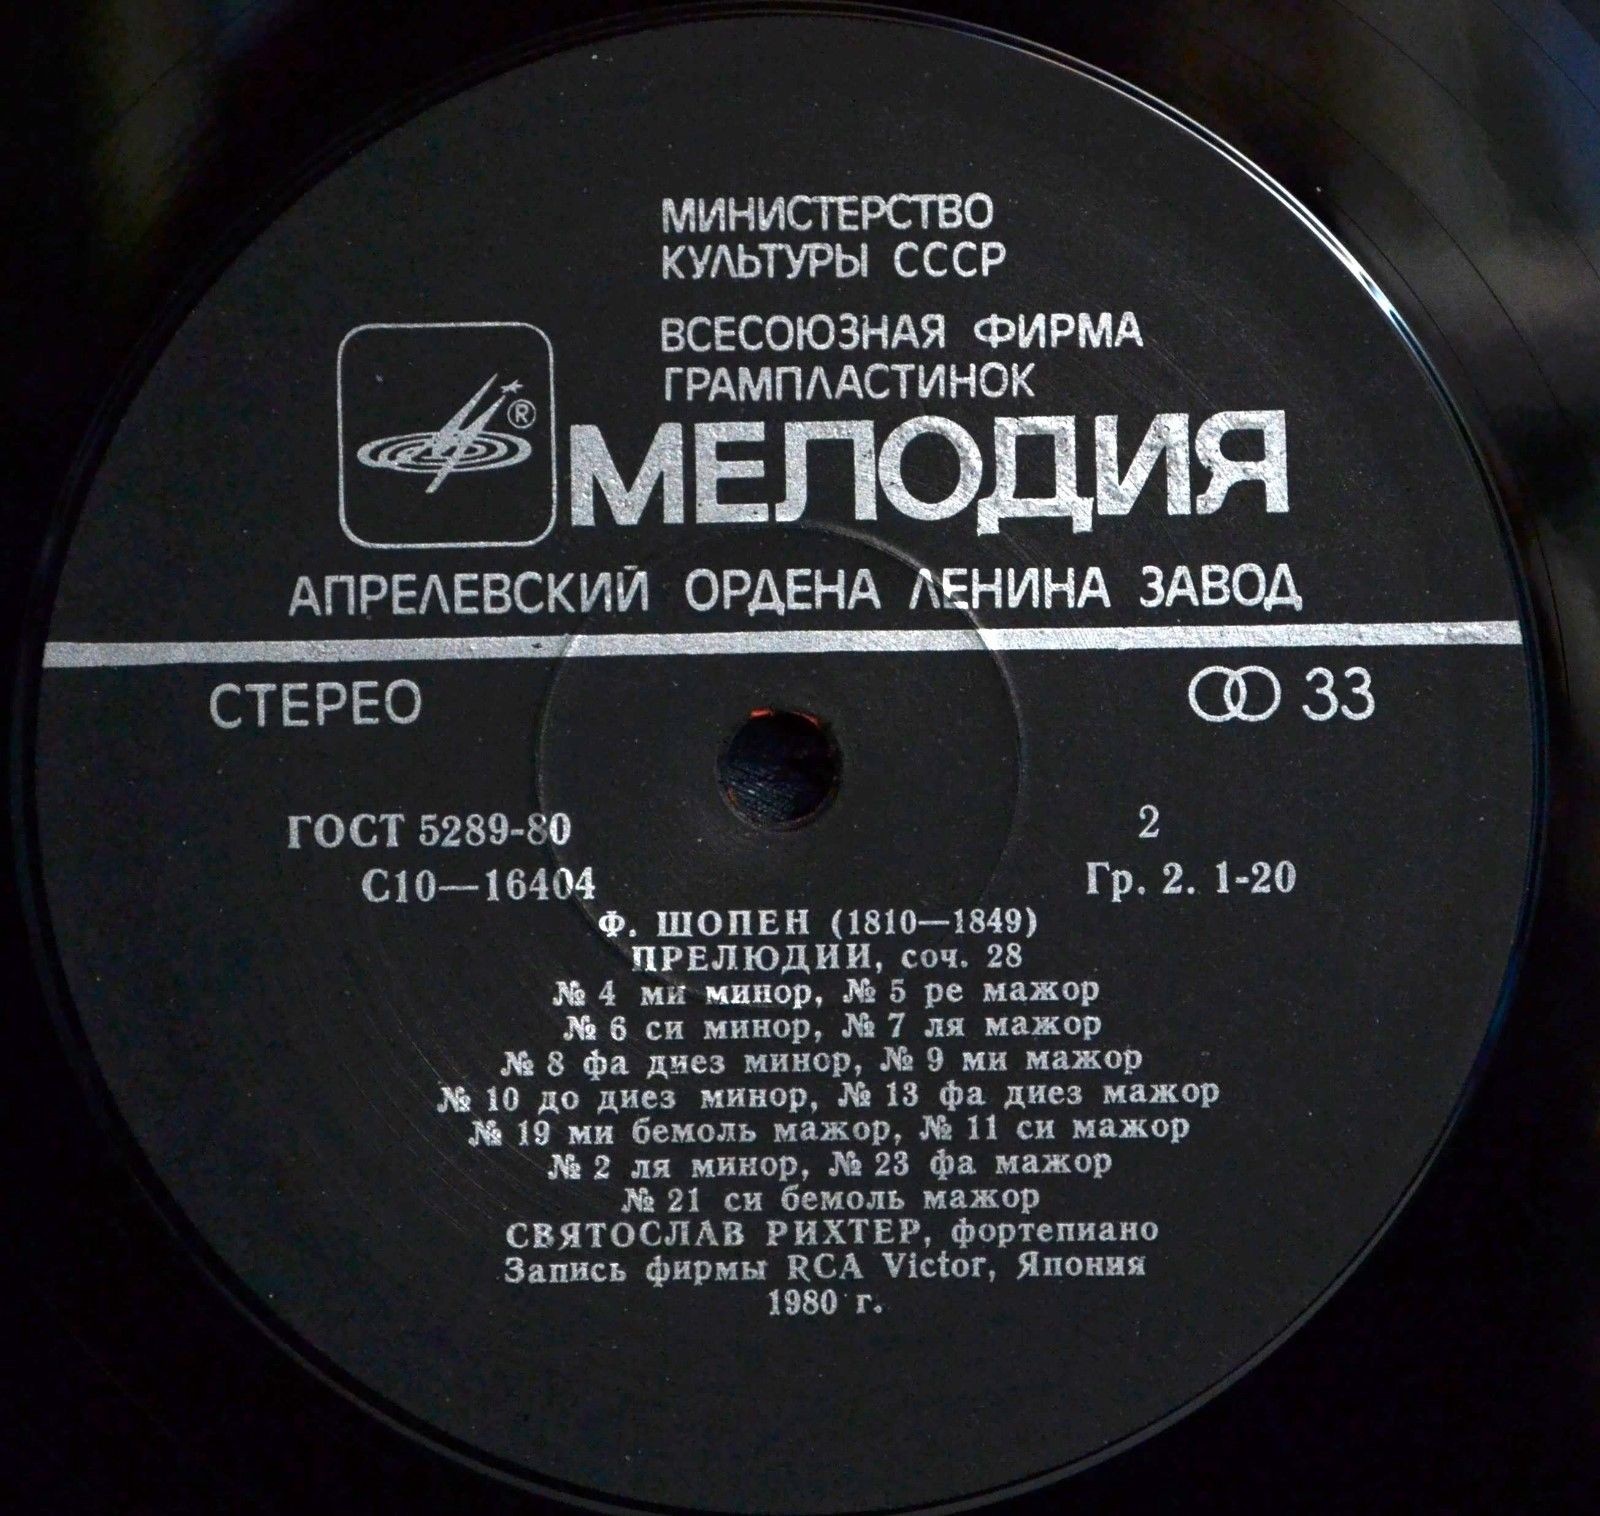 МИНИСТЕРСТВО
КУЛЬТУРЫ СССР
ВСЕСОЮЗНАЯ ФИРМА
ГРАМПЛАСТИНОК
®
МЕЛОДИЯ
АПРЕЛЕВСКИЙ ОРДЕНА ЛЕНИНА ЗАВОД
СТЕРЕО 33
ГОСТ 5289-80 2
С10—16404 Гр. 2. 1-20
Ф. ШОПЕН (1810—1849)
ПРЕЛЮДИИ, соч. 28
№ 4 ми минор, № 5 ре мажор
№ 6 си минор, № 7 ля мажор
№ 8 фа диез минор, № 9 ми мажор
№ 10 до диез минор, № 13 фа диез мажор
№ 19 ми бемоль мажор, № 11 си мажор
№ 2 ля минор, № 23 фа мажор
№ 21 си бемоль мажор
СВЯТОСЛАВ РИХТЕР, фортепиано
Запись фирмы RCA Victor, Япония
1980 г.